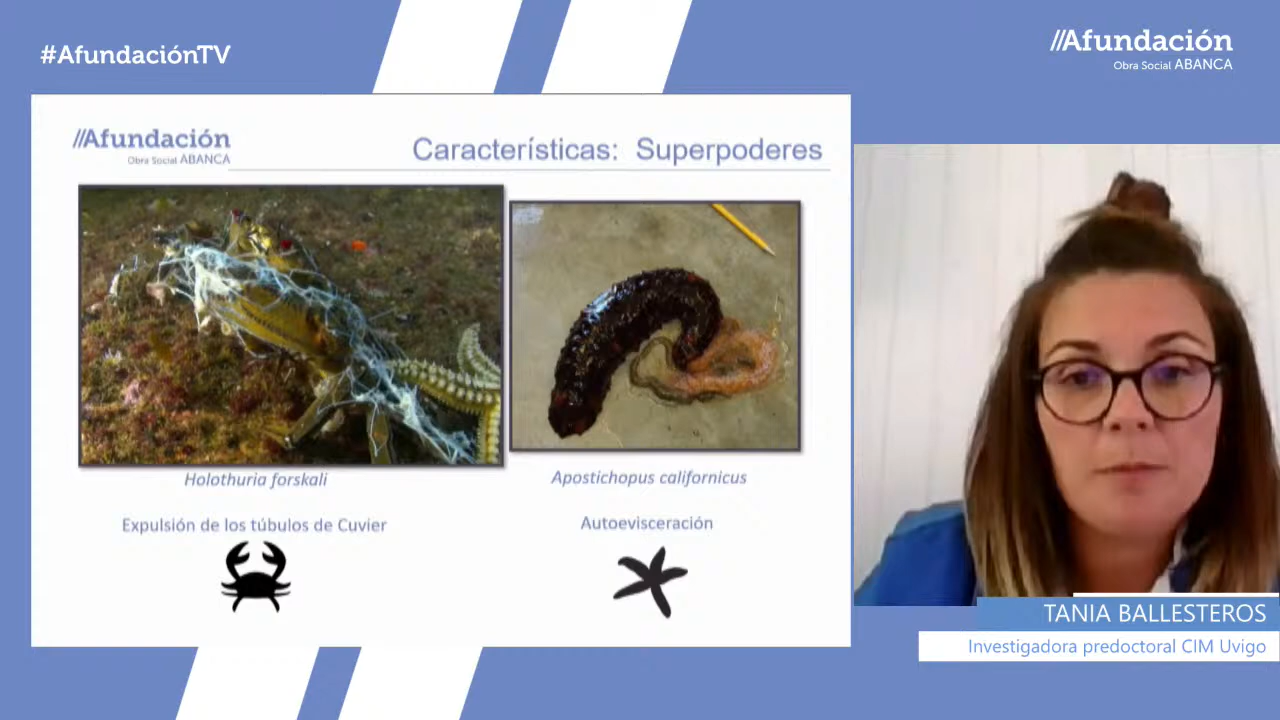 #AfundaciónTV
//Afundación
Obra Social ABANCA
//Afundación
Obra Social ABANCA
Características: Superpoderes
Holothuria forskali
Apostichopus californicus
Expulsión de los túbulos de Cuvier
Autoevisceración
TANIA BALLESTEROS
Investigadora predoctoral CIM Uvigo